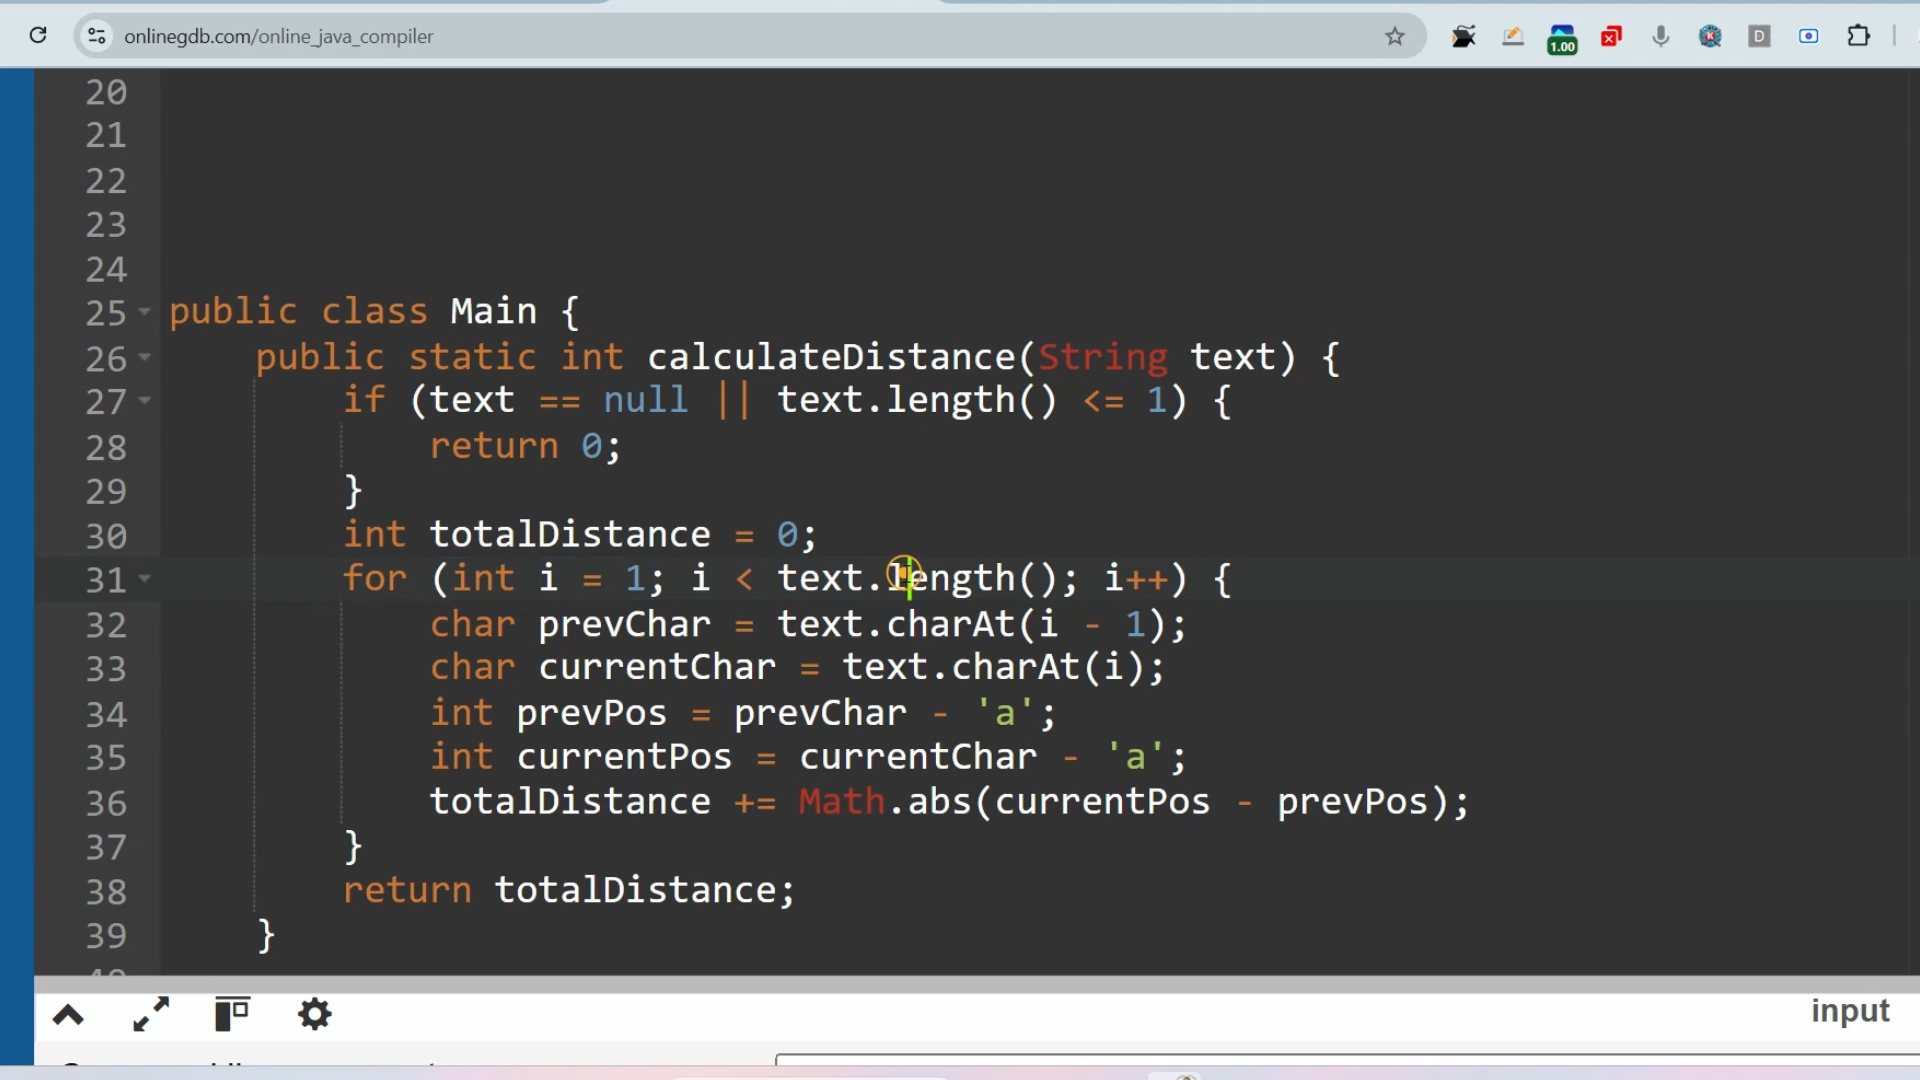 onlinegdb.com/online_java_compiler
1.00
D
20
21
22
23
24
25 public class Main {
26 public static int calculateDistance(String text) {
27 if (text == null || text.length() <= 1) {
28 return 0;
29 }
30 int totalDistance = 0;
31 for (int i = 1; i < text.length(); i++) {
32 char prevChar = text.charAt(i - 1);
33 char currentChar = text.charAt(i);
34 int prevPos = prevChar - 'a';
35 int currentPos = currentChar - 'a';
36 totalDistance += Math.abs(currentPos - prevPos);
37 }
38 return totalDistance;
39 }
input